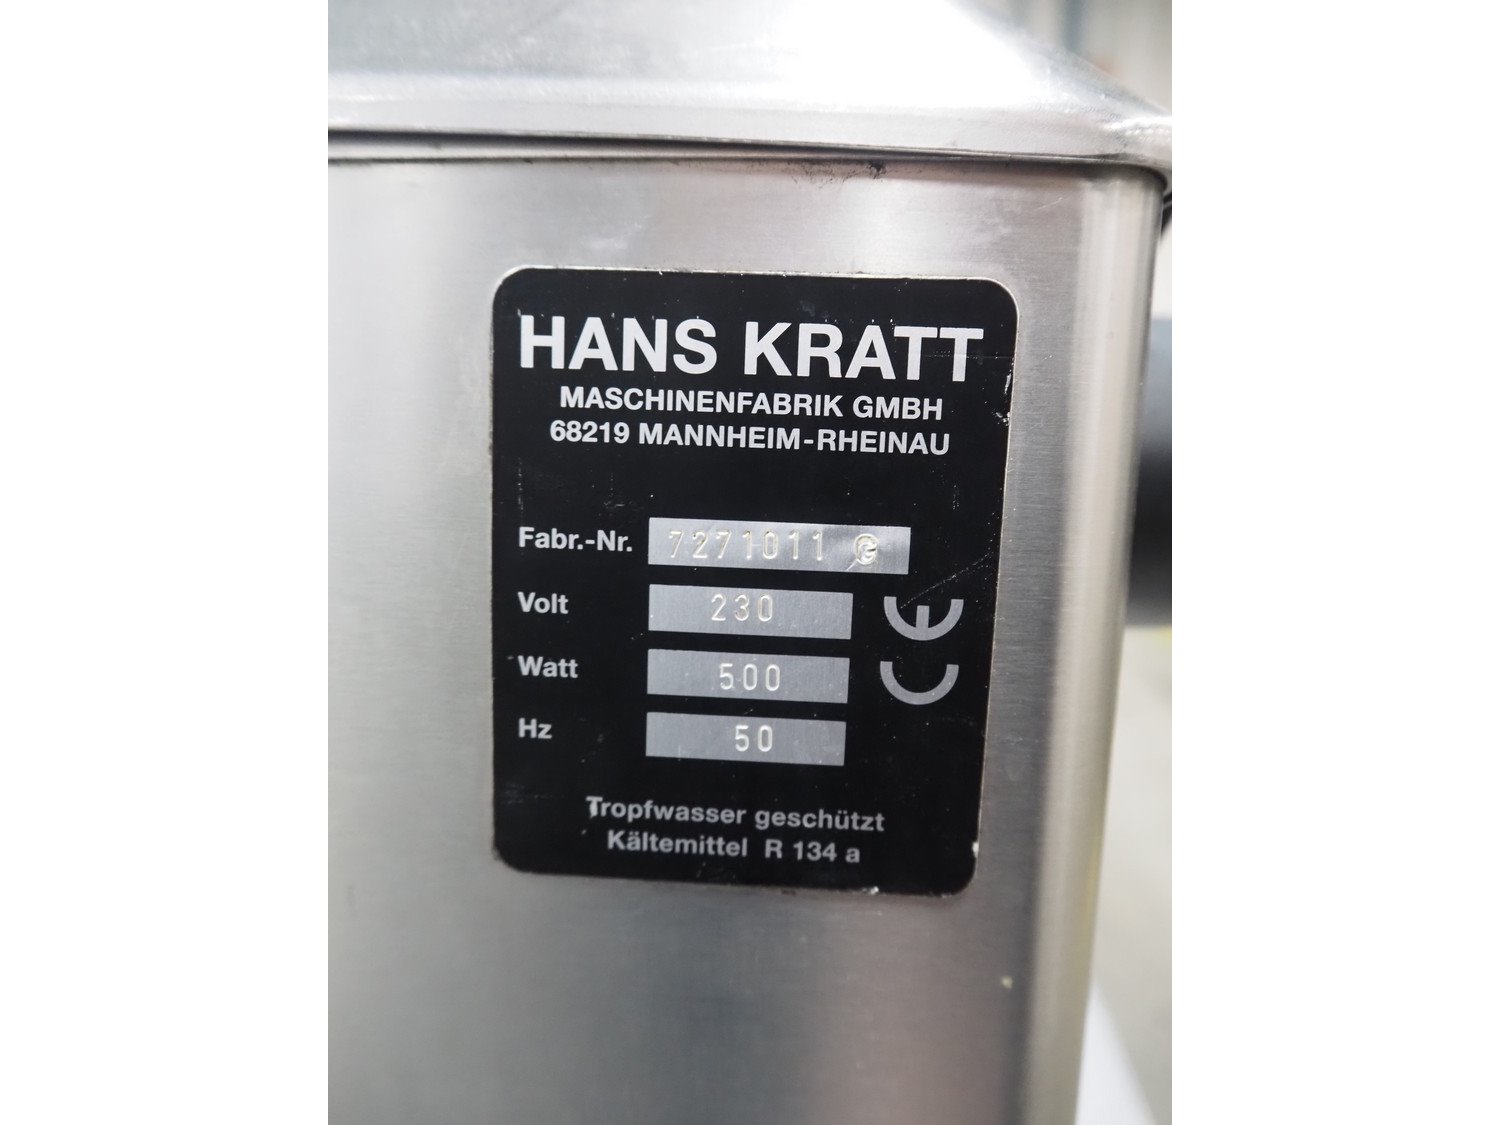 HANS KRATT
MASCHINENFABRIK GMBH
68219 MANNHEIM-RHEINAU
Fabr.-Nr. 7271011 G
Volt 230
Watt 500
Hz 50
CE
Tropfwasser geschützt
Kältemittel R 134 a